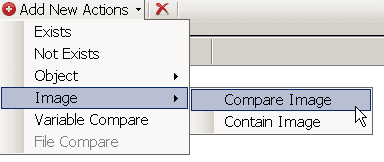 Add New Actions
Exists
Not Exists
Object
Image
Compare Image
Variable Compare
Contain Image
File Compare